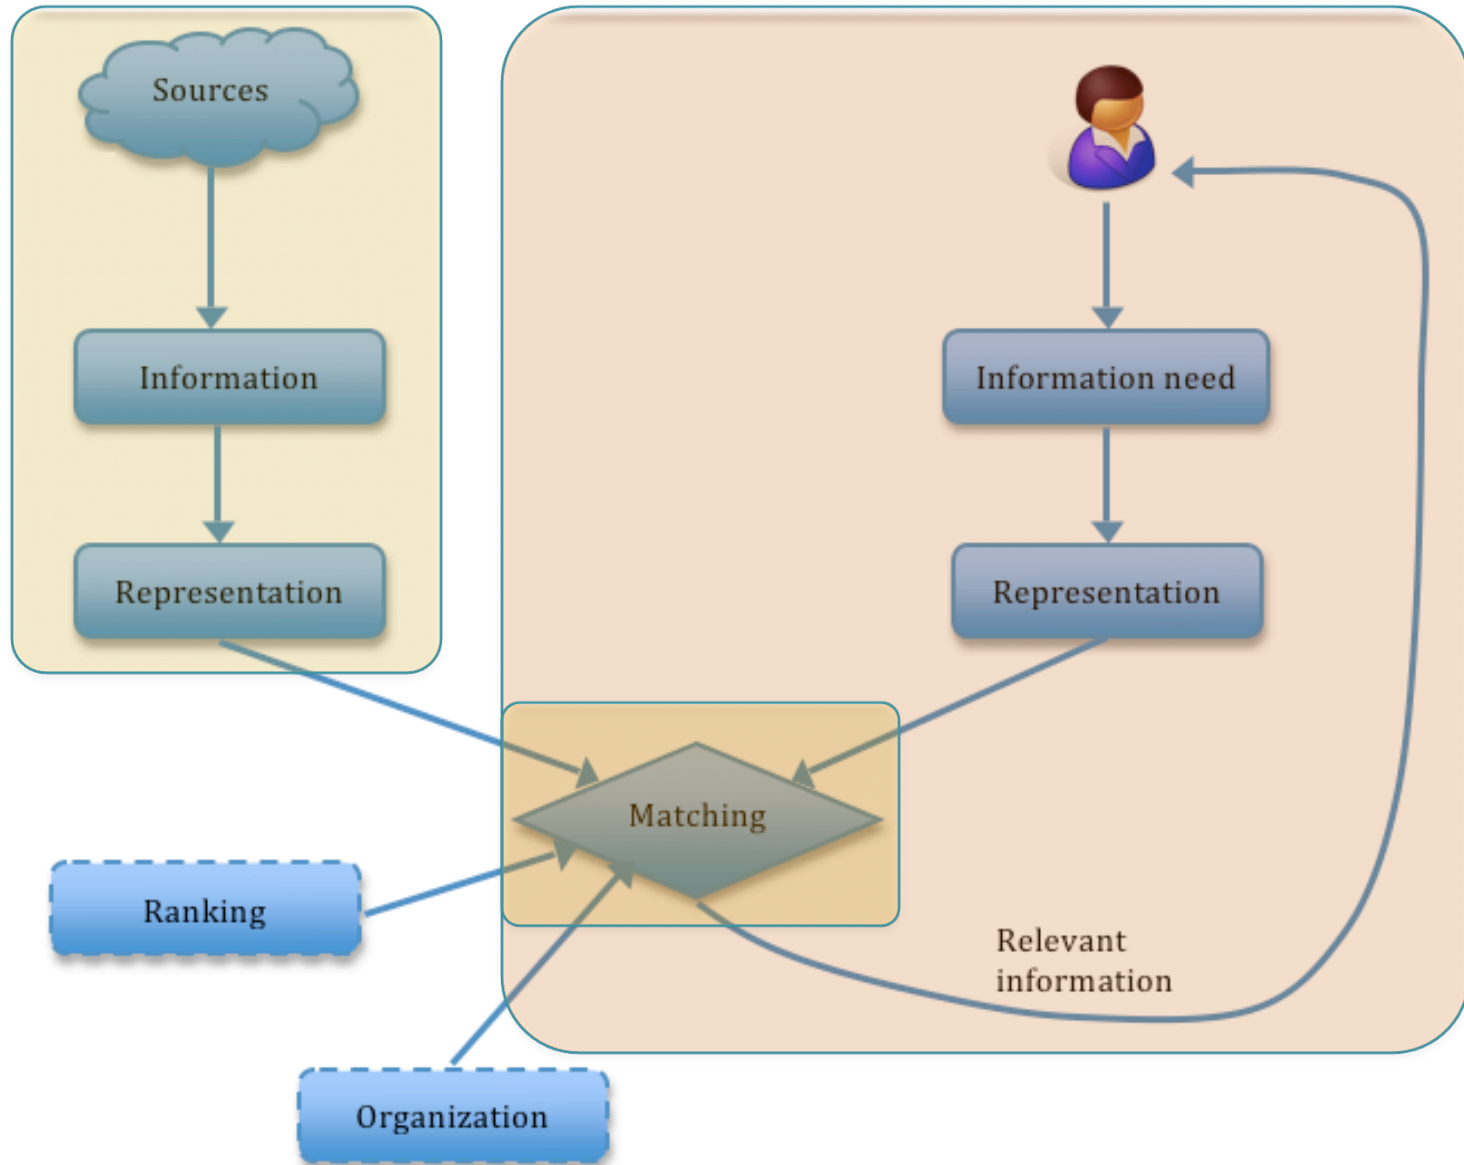 Sources
Information
Information need
Representation
Representation
Matching
Ranking
Relevant
information
Organization